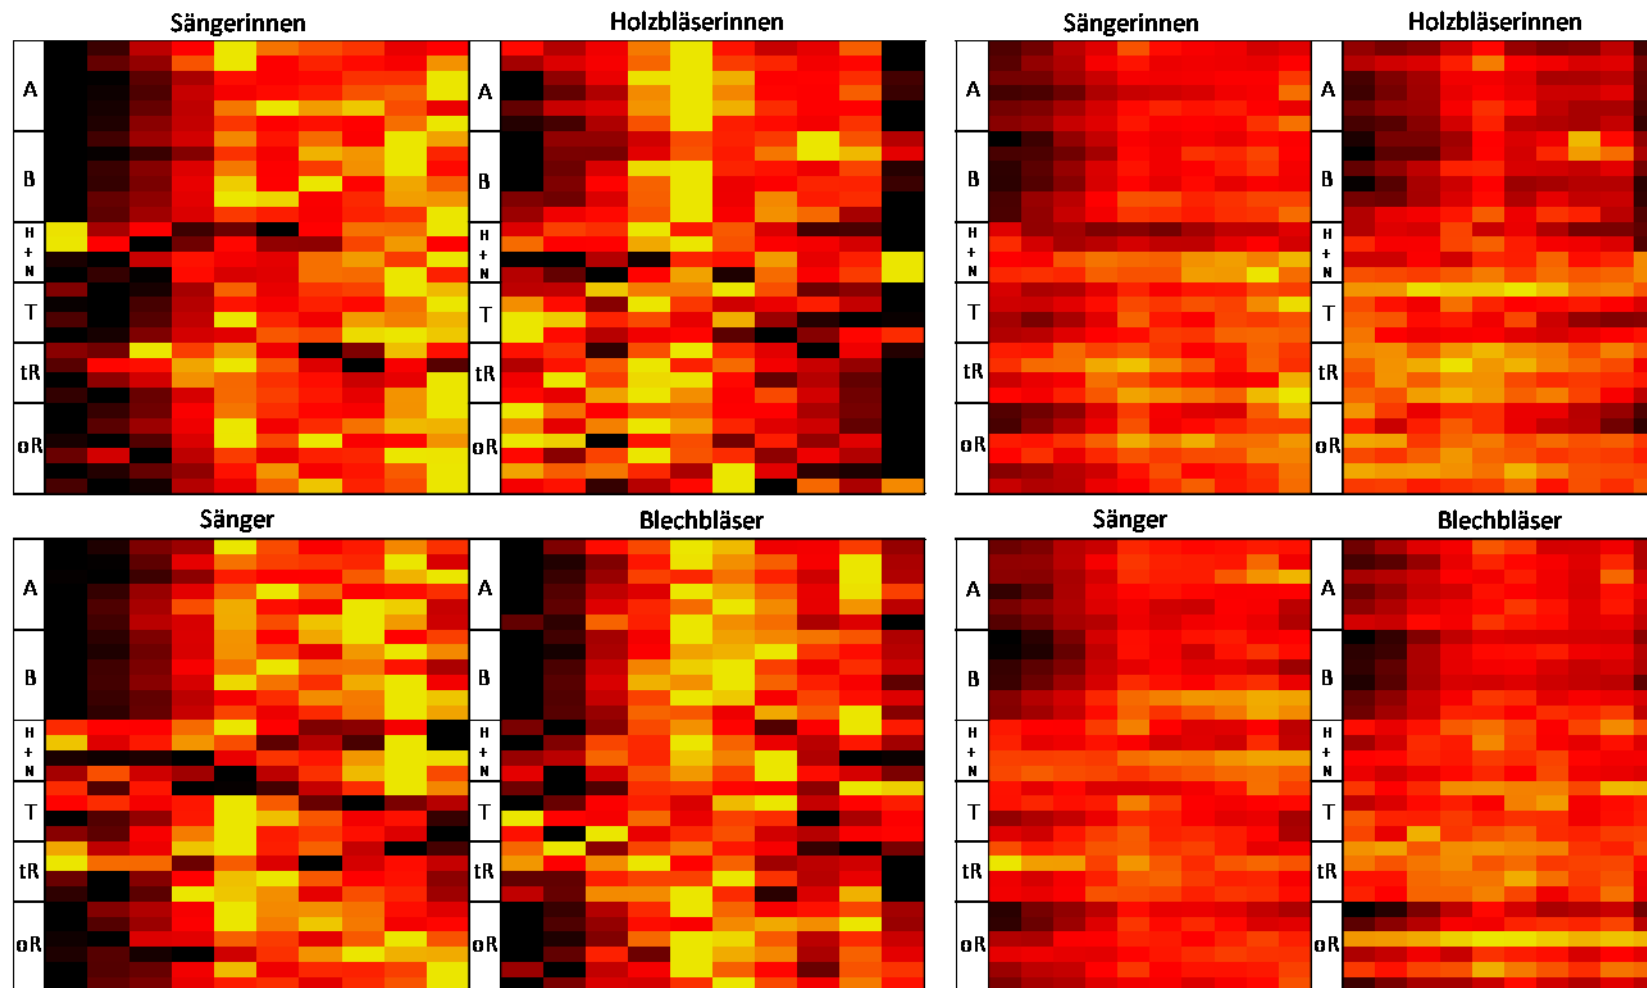 Sängerinnen Holzbläserinnen Sängerinnen Holzbläserinnen
A A A A
B B B B
H H H H
+ + + +
N N N N
T T T T
tR tR tR tR
oR oR oR oR
Sänger Blechbläser Sänger Blechbläser
A A A A
B B B B
H H H H
+ + + +
N N N N
T T T T
tR tR tR tR
oR oR oR oR